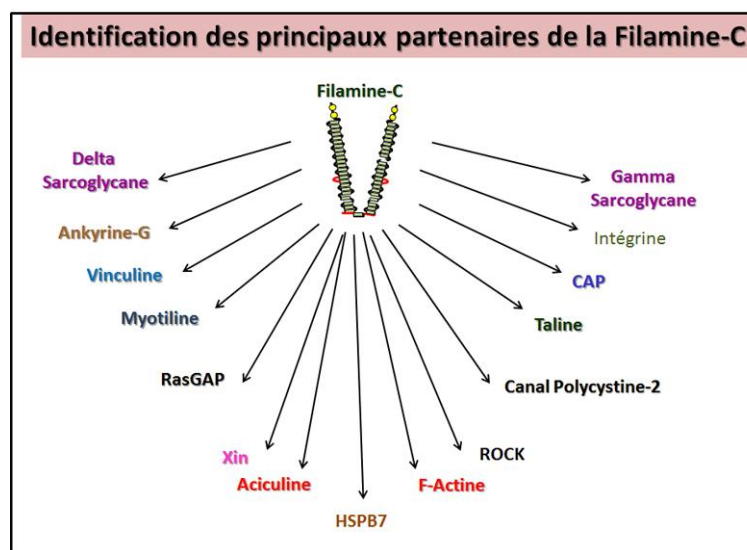 Identification des principaux partenaires de la Filamine-C
Filamine-C
Delta
Sarcoglycane
Gamma
Sarcoglycane
Ankyrine-G
Intégrine
Vinculine
CAP
Myotiline
Taline
RasGAP
Canal Polycystine-2
Xin
ROCK
Aciculine
F-Actine
HSPB7